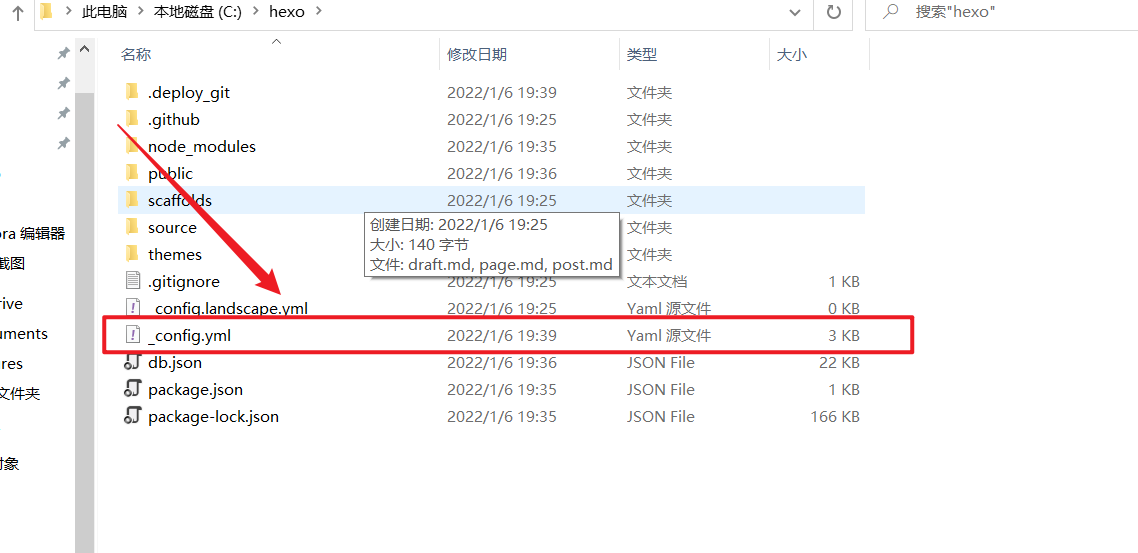 此电脑 本地磁盘 (C:) hexo 搜索"hexo"
名称 修改日期 类型 大小
.deploy_git 2022/1/6 19:39 文件夹
.github 2022/1/6 19:25 文件夹
node_modules 2022/1/6 19:35 文件夹
public 2022/1/6 19:36 文件夹
scaffolds 2022/1/6 19:25 文件夹
source 文件夹
themes 文件夹
创建日期: 2022/1/6 19:25
大小: 140 字节
文件: draft.md, page.md, post.md
.gitignore 2022/1/6 19:25 文本文档 1 KB
_config.landscape.yml 2022/1/6 19:25 Yaml 源文件 0 KB
_config.yml 2022/1/6 19:39 Yaml 源文件 3 KB
db.json 2022/1/6 19:36 JSON File 22 KB
package.json 2022/1/6 19:35 JSON File 1 KB
package-lock.json 2022/1/6 19:35 JSON File 166 KB
ora 编辑器
截图
rive
uments
res
文件夹
对象